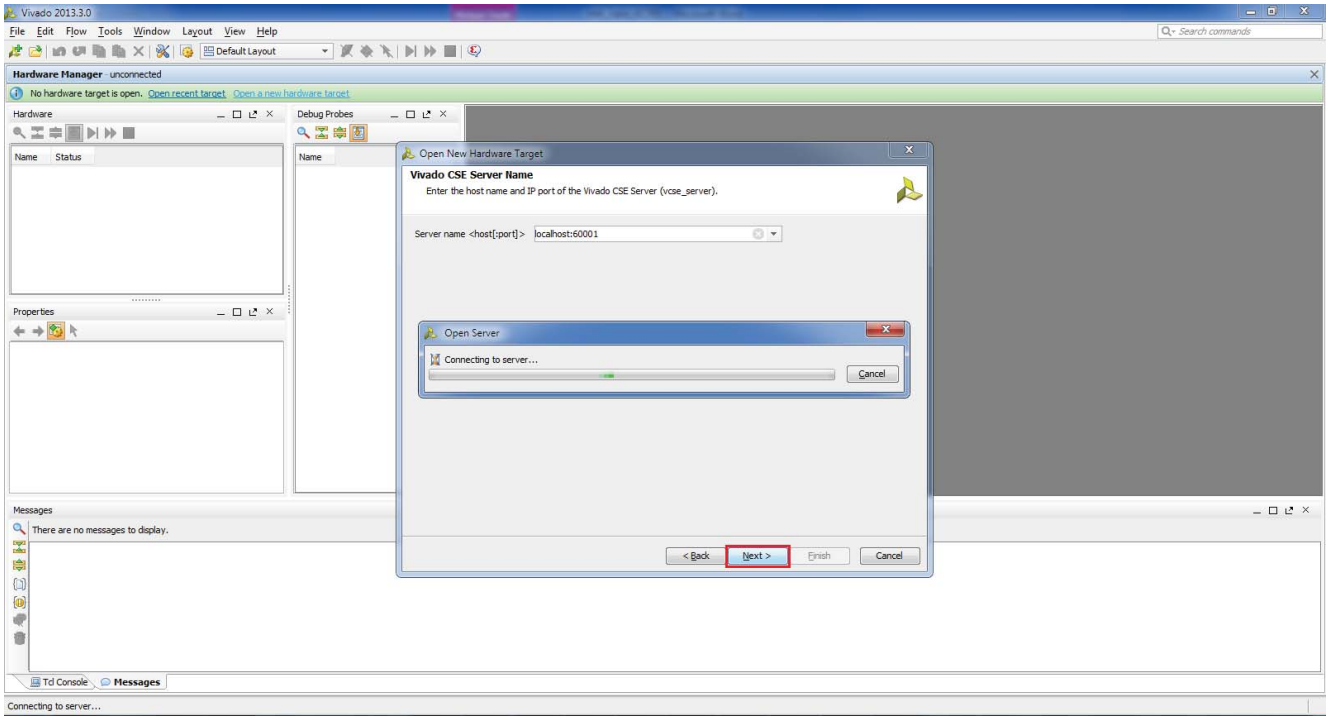 Vivado 2013.3.0
File Edit Flow Tools Window Layout View Help
Search commands
Default Layout
Hardware Manager - unconnected
No hardware target is open. Open recent target Open a new hardware target
Hardware
Debug Probes
Name Status
Name
Open New Hardware Target
Vivado CSE Server Name
Enter the host name and IP port of the Vivado CSE Server (vcse_server).
Server name <host[:port]> localhost:60001
Properties
Open Server
Connecting to server...
Cancel
< Back Next > Finish Cancel
Messages
There are no messages to display.
Tcl Console Messages
Connecting to server...